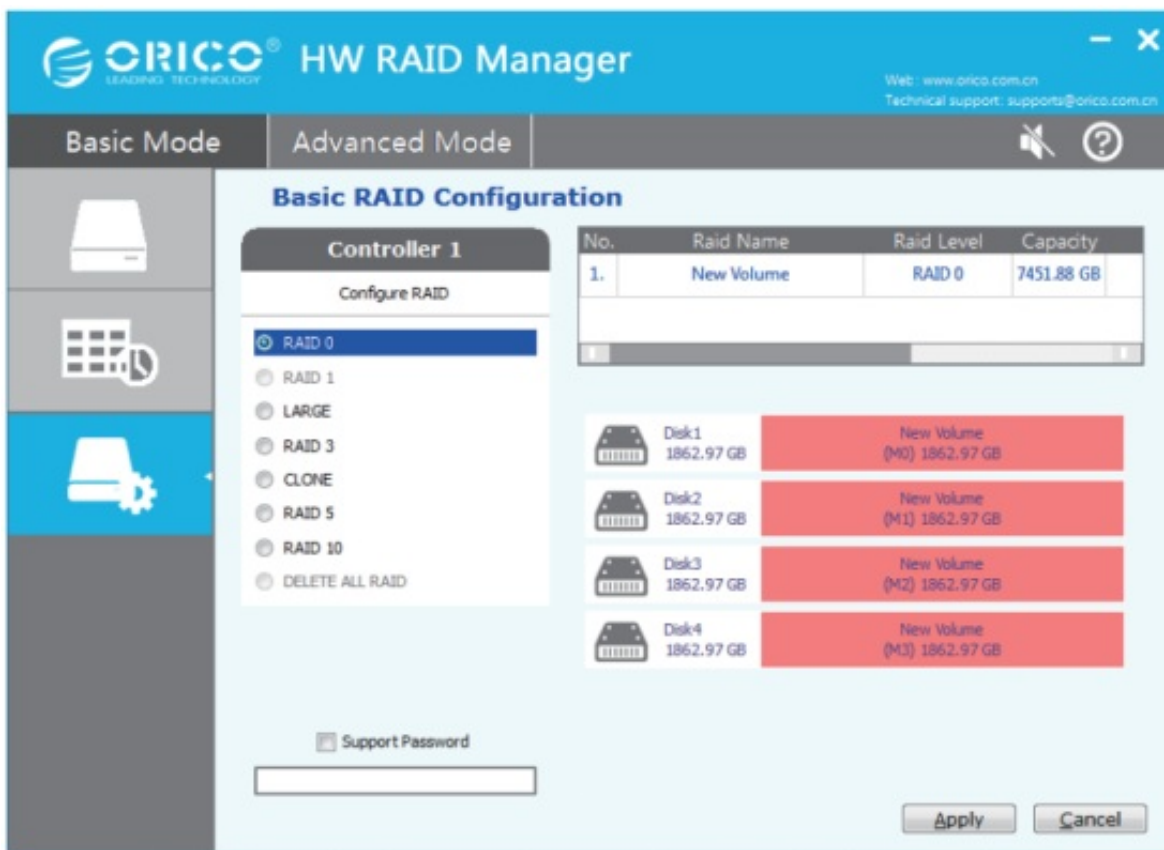 ORICO® HW RAID Manager
LEADING TECHNOLOGY
Web: www.orico.com.cn
Technical support: supports@orico.com.cn
Basic Mode
Advanced Mode
Basic RAID Configuration
Controller 1
Configure RAID
RAID 0
RAID 1
LARGE
RAID 3
CLONE
RAID 5
RAID 10
DELETE ALL RAID
Support Password
No. Raid Name Raid Level Capacity
1. New Volume RAID 0 7451.88 GB
Disk1 New Volume
1862.97 GB (M0) 1862.97 GB
Disk2 New Volume
1862.97 GB (M1) 1862.97 GB
Disk3 New Volume
1862.97 GB (M2) 1862.97 GB
Disk4 New Volume
1862.97 GB (M3) 1862.97 GB
Apply Cancel